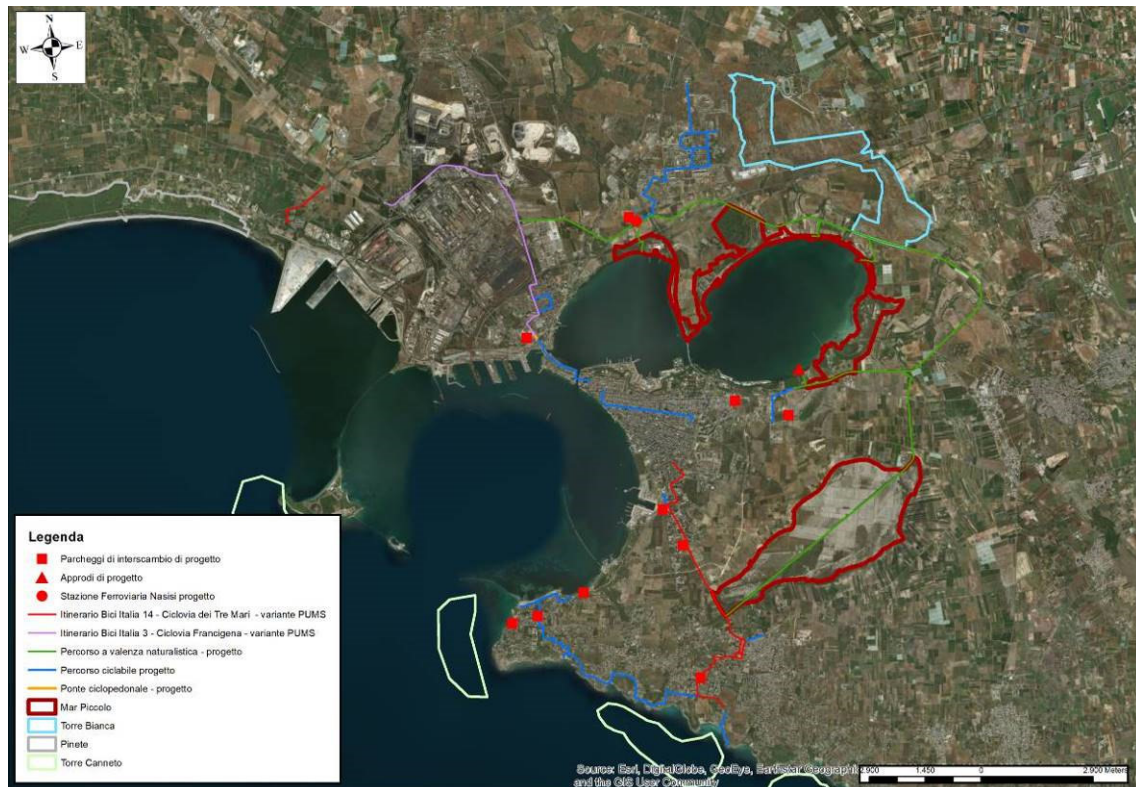 N
W E
S
Legenda
Parcheggi di interscambio di progetto
Approdi di progetto
Stazione Ferroviaria Nasisi progetto
Itinerario Bici Italia 14 - Ciclovia dei Tre Mari - variante PUMS
Itinerario Bici Italia 3 - Ciclovia Francigena - variante PUMS
Percorso a valenza naturalistica - progetto
Percorso ciclabile progetto
Ponte ciclopedonale - progetto
Mar Piccolo
Torre Bianca
Pinete
Torre Canneto
Source: Esri, DigitalGlobe, GeoEye, Earthstar Geographic
and the GIS User Community
2.900 1.450 0 2.900 Meters